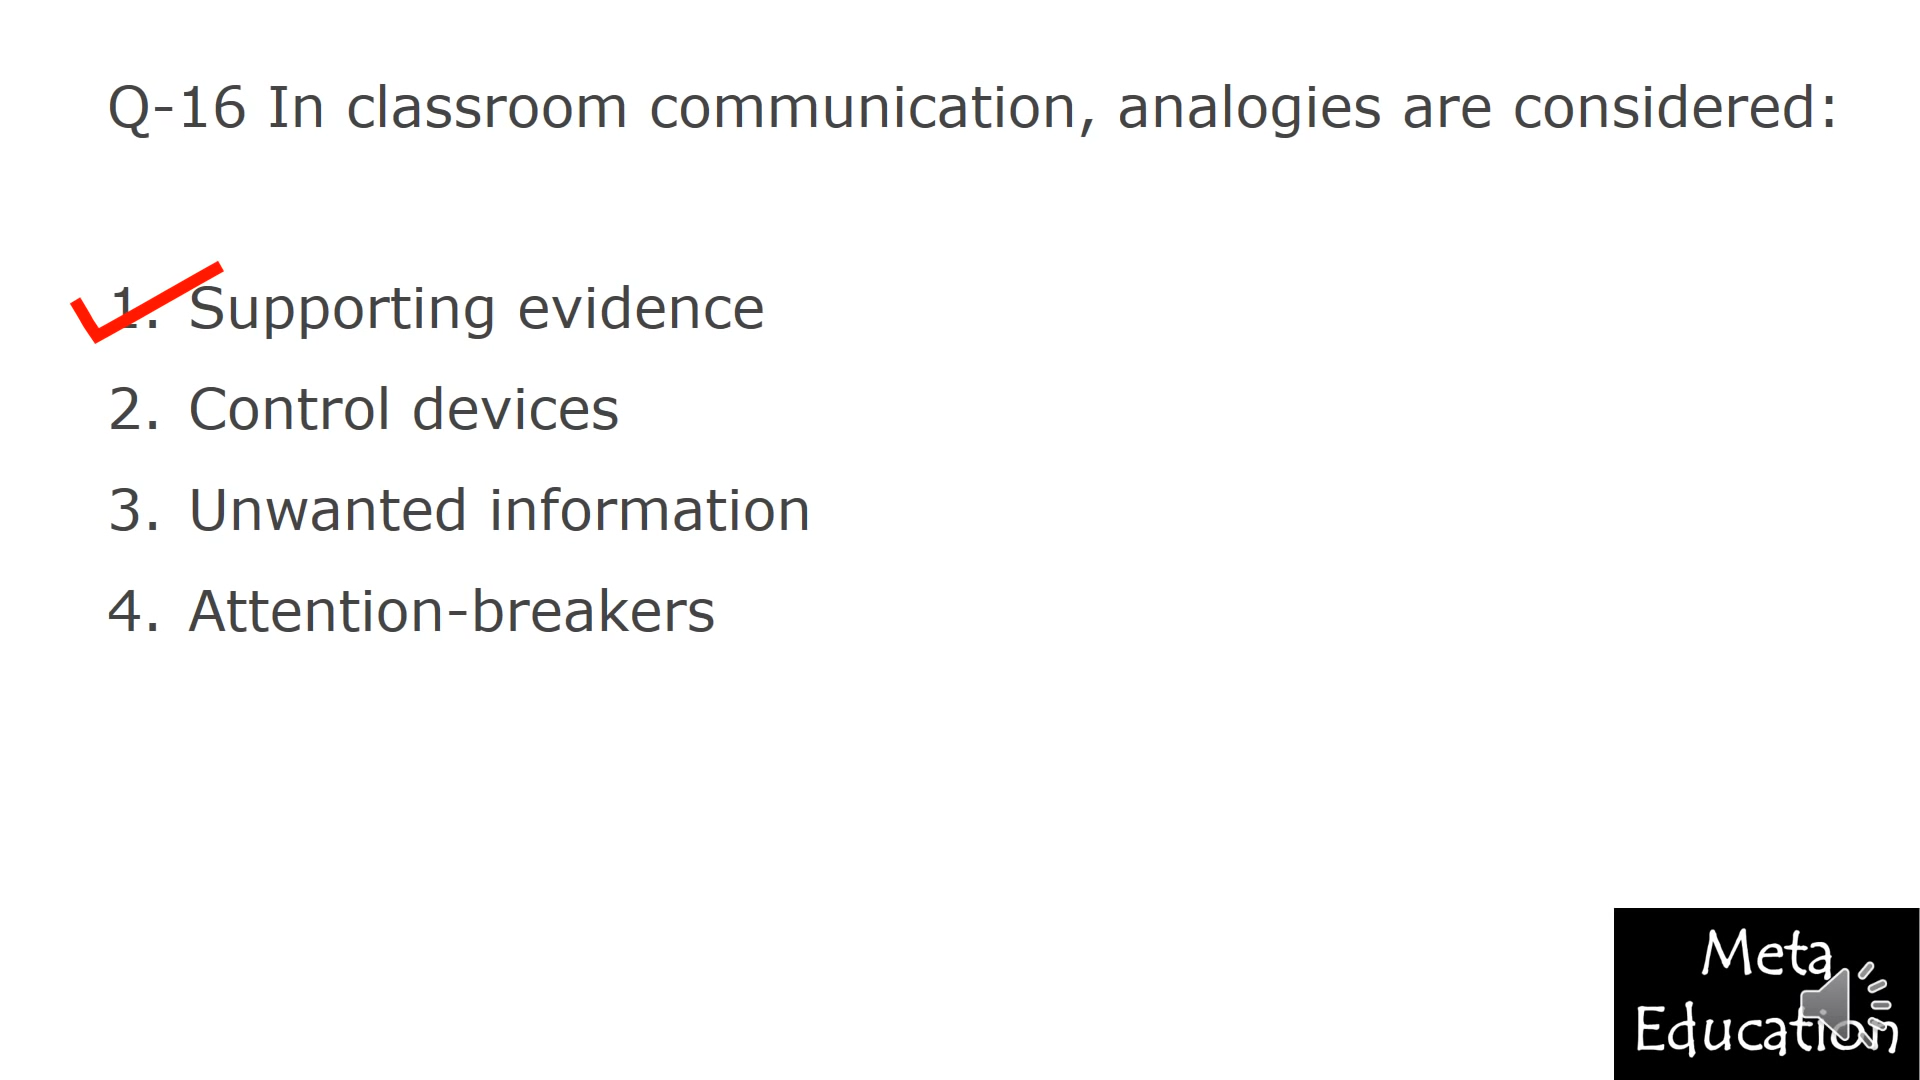 Q-16 In classroom communication, analogies are considered:
1. Supporting evidence
2. Control devices
3. Unwanted information
4. Attention-breakers
Meta
Education